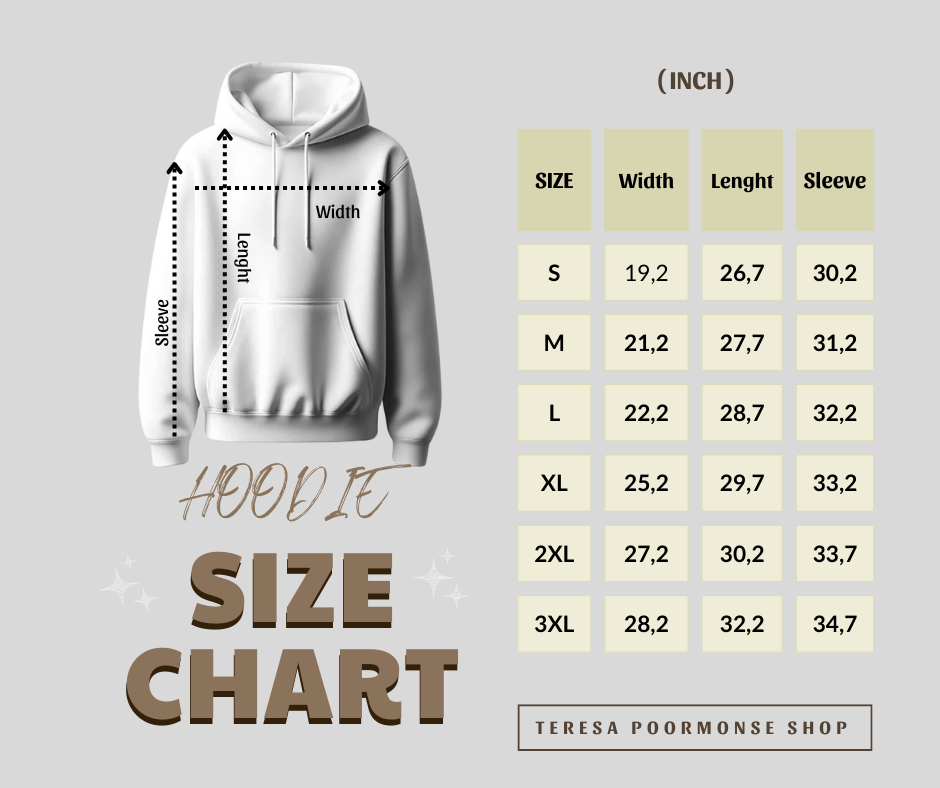 (INCH)
SIZE Width Lenght Sleeve
S 19,2 26,7 30,2
M 21,2 27,7 31,2
L 22,2 28,7 32,2
XL 25,2 29,7 33,2
2XL 27,2 30,2 33,7
3XL 28,2 32,2 34,7
Width
Lenght
Sleeve
HOODIE
SIZE
CHART
TERESA POORMONSE SHOP